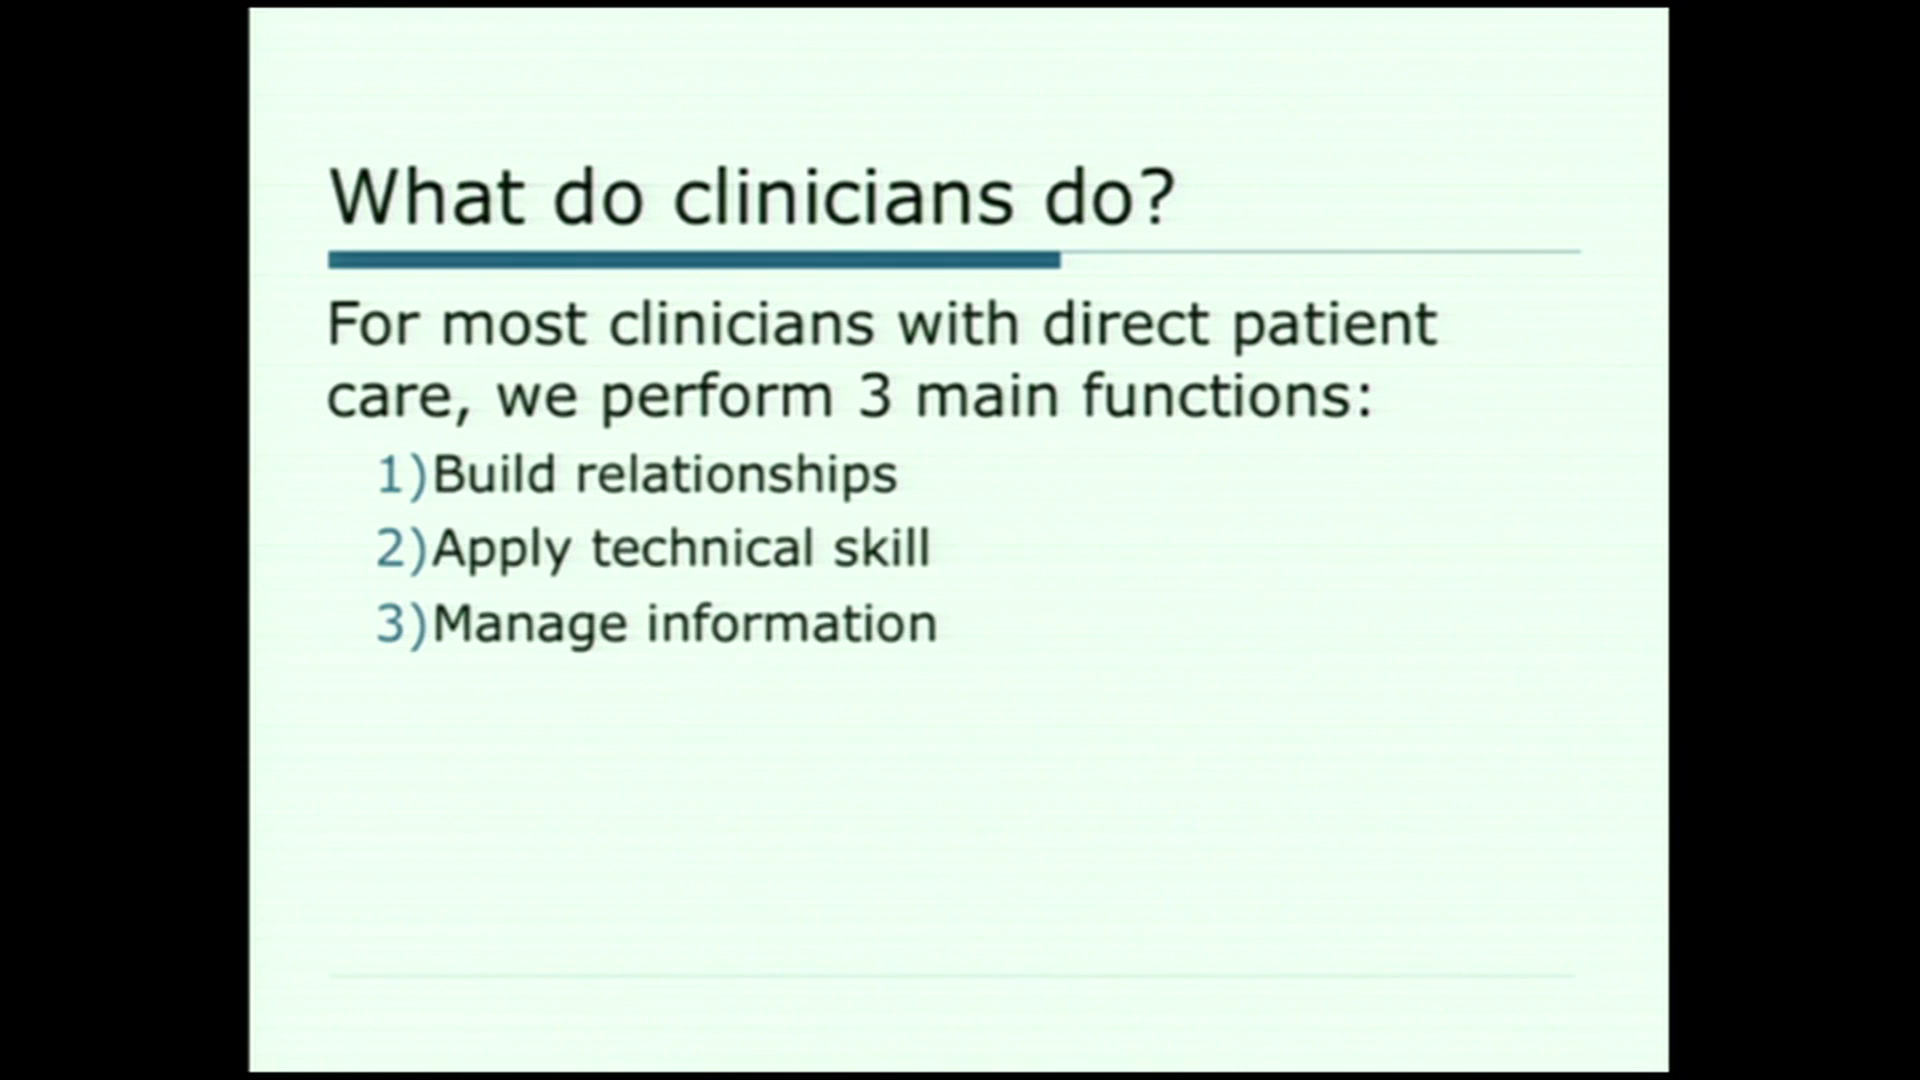 What do clinicians do?
For most clinicians with direct patient
care, we perform 3 main functions:
1)Build relationships
2)Apply technical skill
3)Manage information